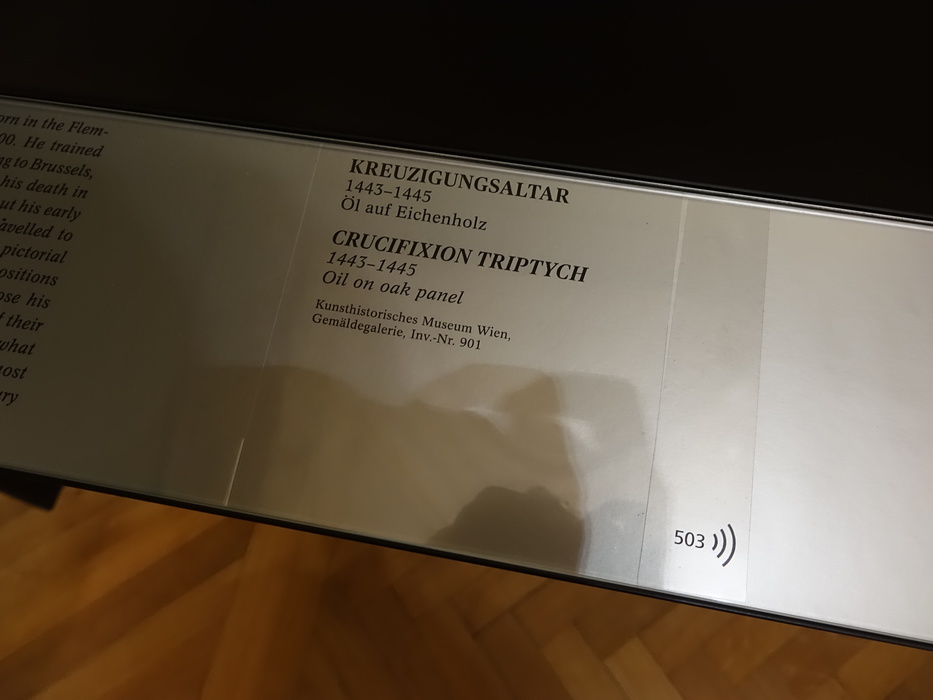 orn in the Flem-
00. He trained
ng to Brussels,
his death in
ut his early
avelled to
pictorial
ositions
ose his
f their
what
nost
ry
KREUZIGUNGSALTAR
1443–1445
Öl auf Eichenholz
CRUCIFIXION TRIPTYCH
1443–1445
Oil on oak panel
Kunsthistorisches Museum Wien,
Gemäldegalerie, Inv.-Nr. 901
503